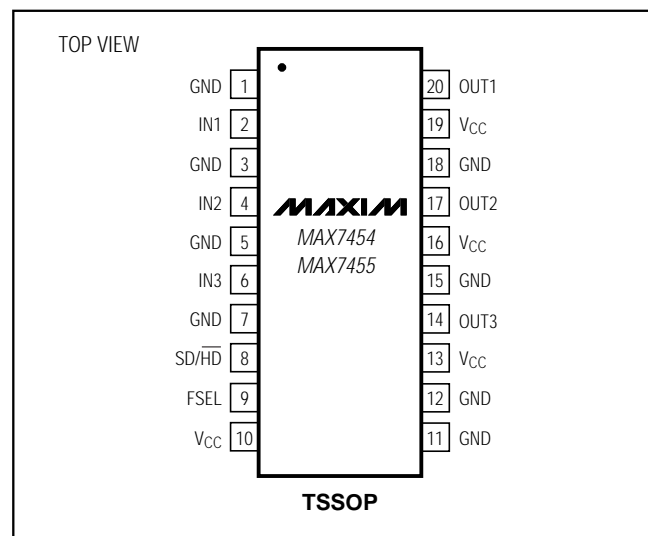 TOP VIEW
GND 1
IN1 2
GND 3
IN2 4
GND 5
IN3 6
GND 7
SD/H̅D̅ 8
FSEL 9
VCC 10
MAXIM
MAX7454
MAX7455
20 OUT1
19 VCC
18 GND
17 OUT2
16 VCC
15 GND
14 OUT3
13 VCC
12 GND
11 GND
TSSOP